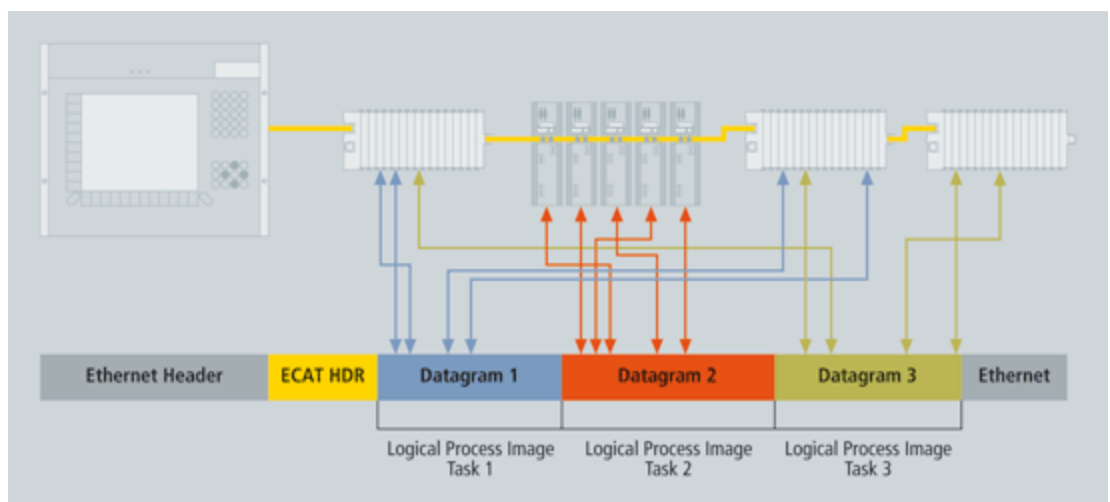 Ethernet Header
ECAT HDR
Datagram 1
Datagram 2
Datagram 3
Ethernet
Logical Process Image
Task 1
Logical Process Image
Task 2
Logical Process Image
Task 3